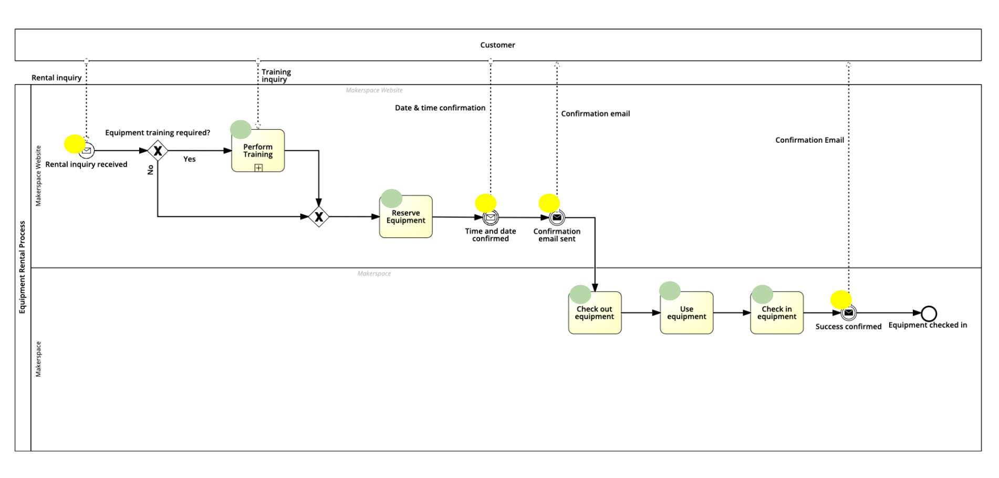 Customer
Rental inquiry
Training
inquiry
Makerspace Website
Date & time confirmation
Confirmation email
Confirmation Email
Equipment training required?
Rental inquiry received
Yes
No
Perform
Training
Makerspace Website
Reserve
Equipment
Time and date
confirmed
Confirmation
email sent
Equipment Rental Process
Makerspace
Check out
equipment
Use
equipment
Check in
equipment
Success confirmed
Equipment checked in
Makerspace